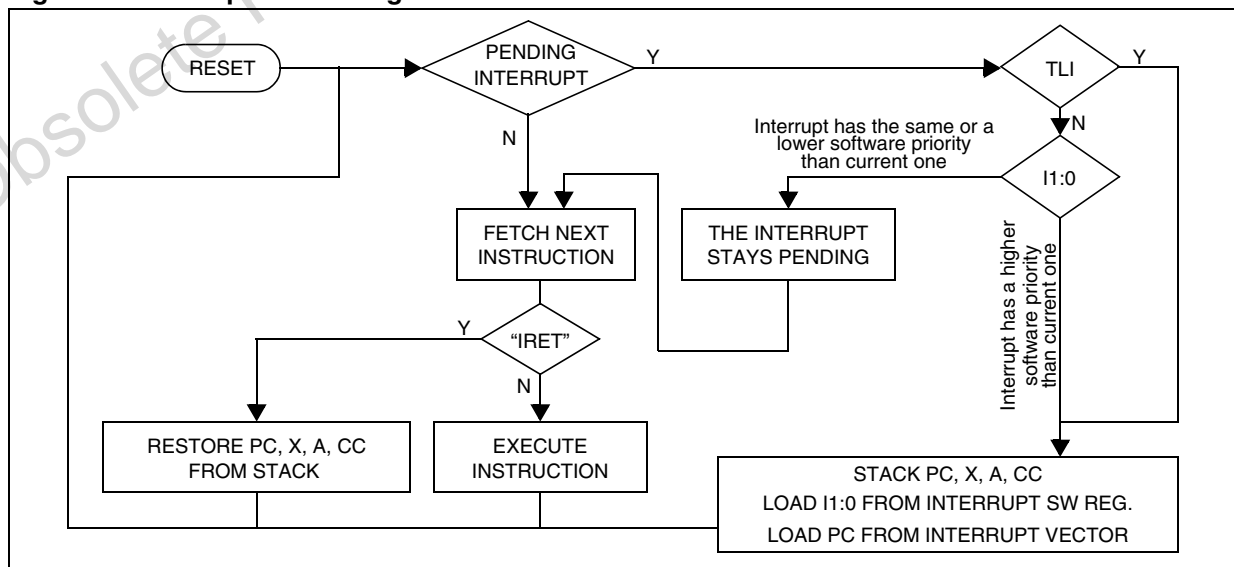 RESET
PENDING
INTERRUPT
Y
TLI
Y
N
N
Interrupt has the same or a
lower software priority
than current one
I1:0
FETCH NEXT
INSTRUCTION
THE INTERRUPT
STAYS PENDING
Interrupt has a higher
software priority
than current one
Y
“IRET”
N
RESTORE PC, X, A, CC
FROM STACK
EXECUTE
INSTRUCTION
STACK PC, X, A, CC
LOAD I1:0 FROM INTERRUPT SW REG.
LOAD PC FROM INTERRUPT VECTOR